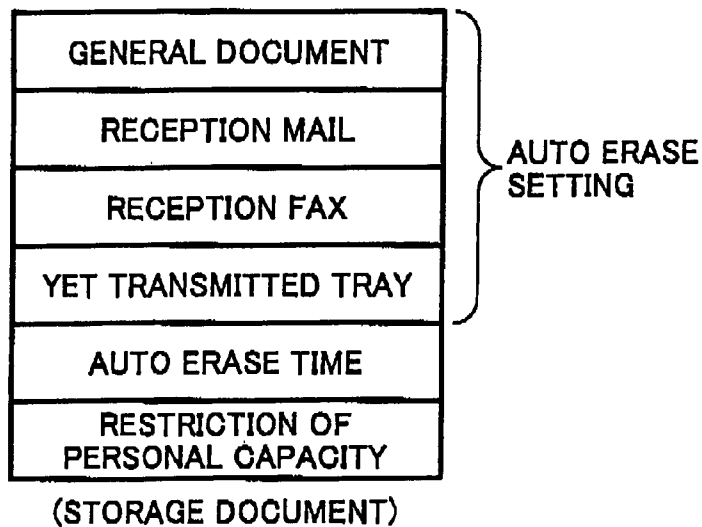 GENERAL DOCUMENT
RECEPTION MAIL
RECEPTION FAX
YET TRANSMITTED TRAY
AUTO ERASE
SETTING
AUTO ERASE TIME
RESTRICTION OF
PERSONAL CAPACITY
(STORAGE DOCUMENT)